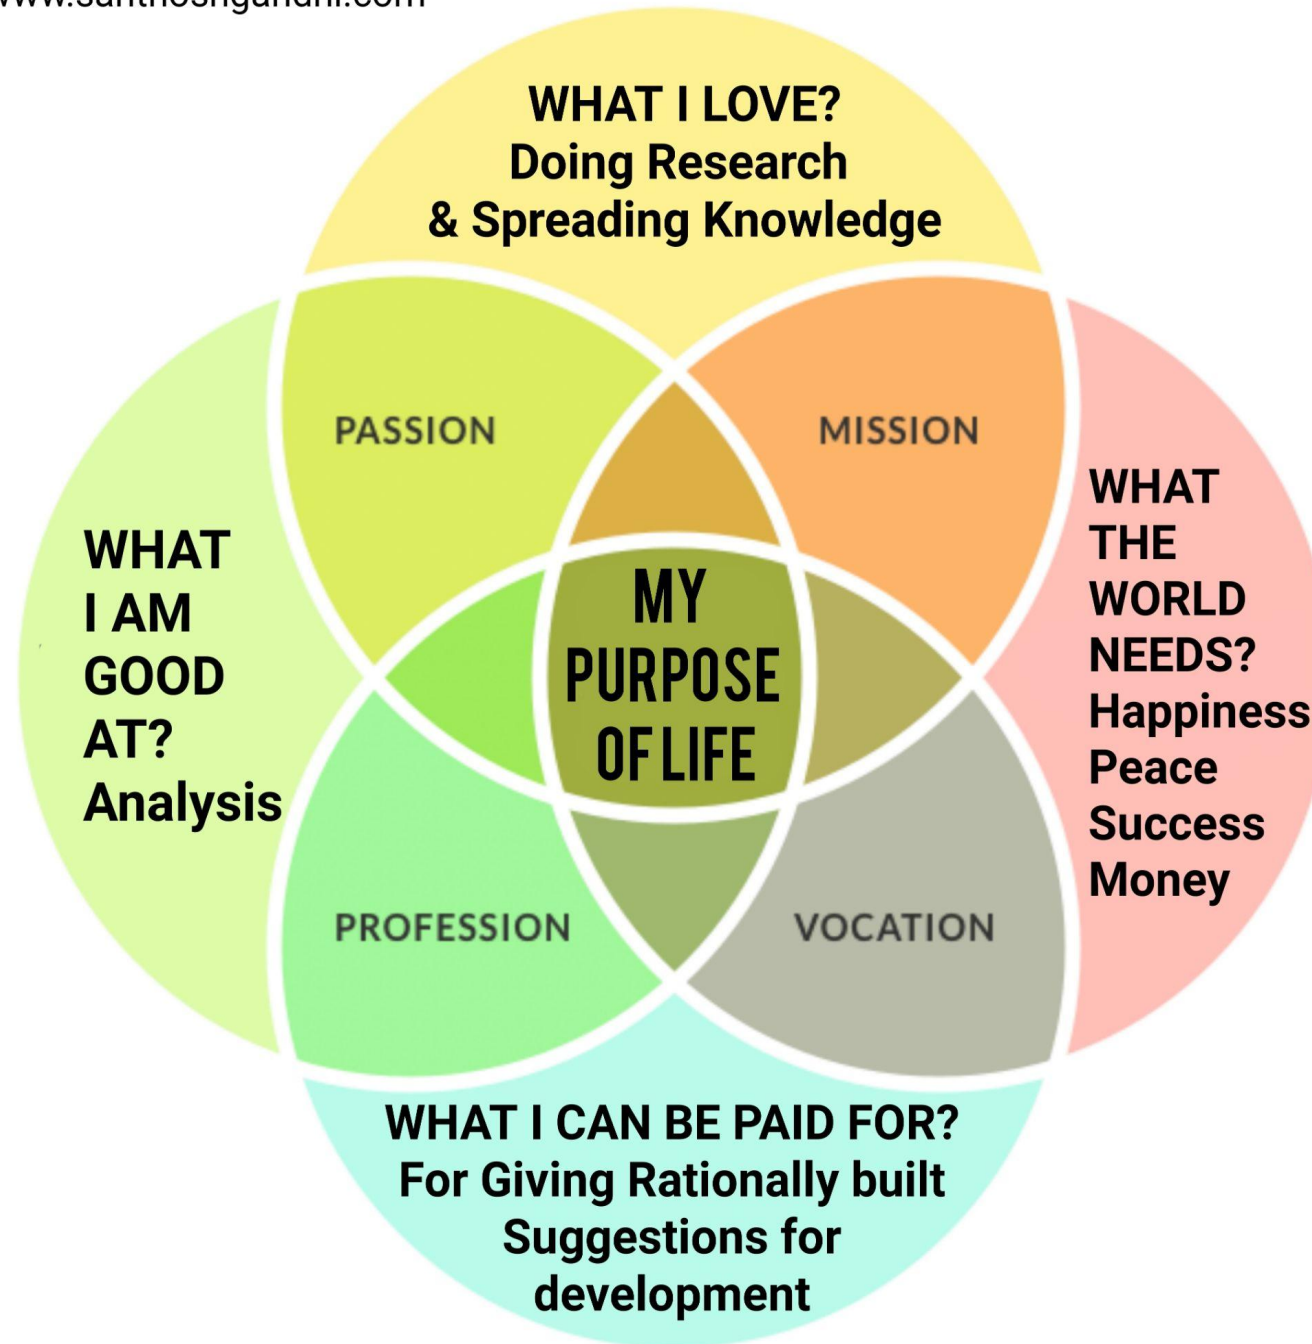 WHAT I LOVE?
Doing Research
& Spreading Knowledge
PASSION
MISSION
WHAT
I AM
GOOD
AT?
Analysis
MY
PURPOSE
OF LIFE
WHAT
THE
WORLD
NEEDS?
Happiness
Peace
Success
Money
PROFESSION
VOCATION
WHAT I CAN BE PAID FOR?
For Giving Rationally built
Suggestions for
development